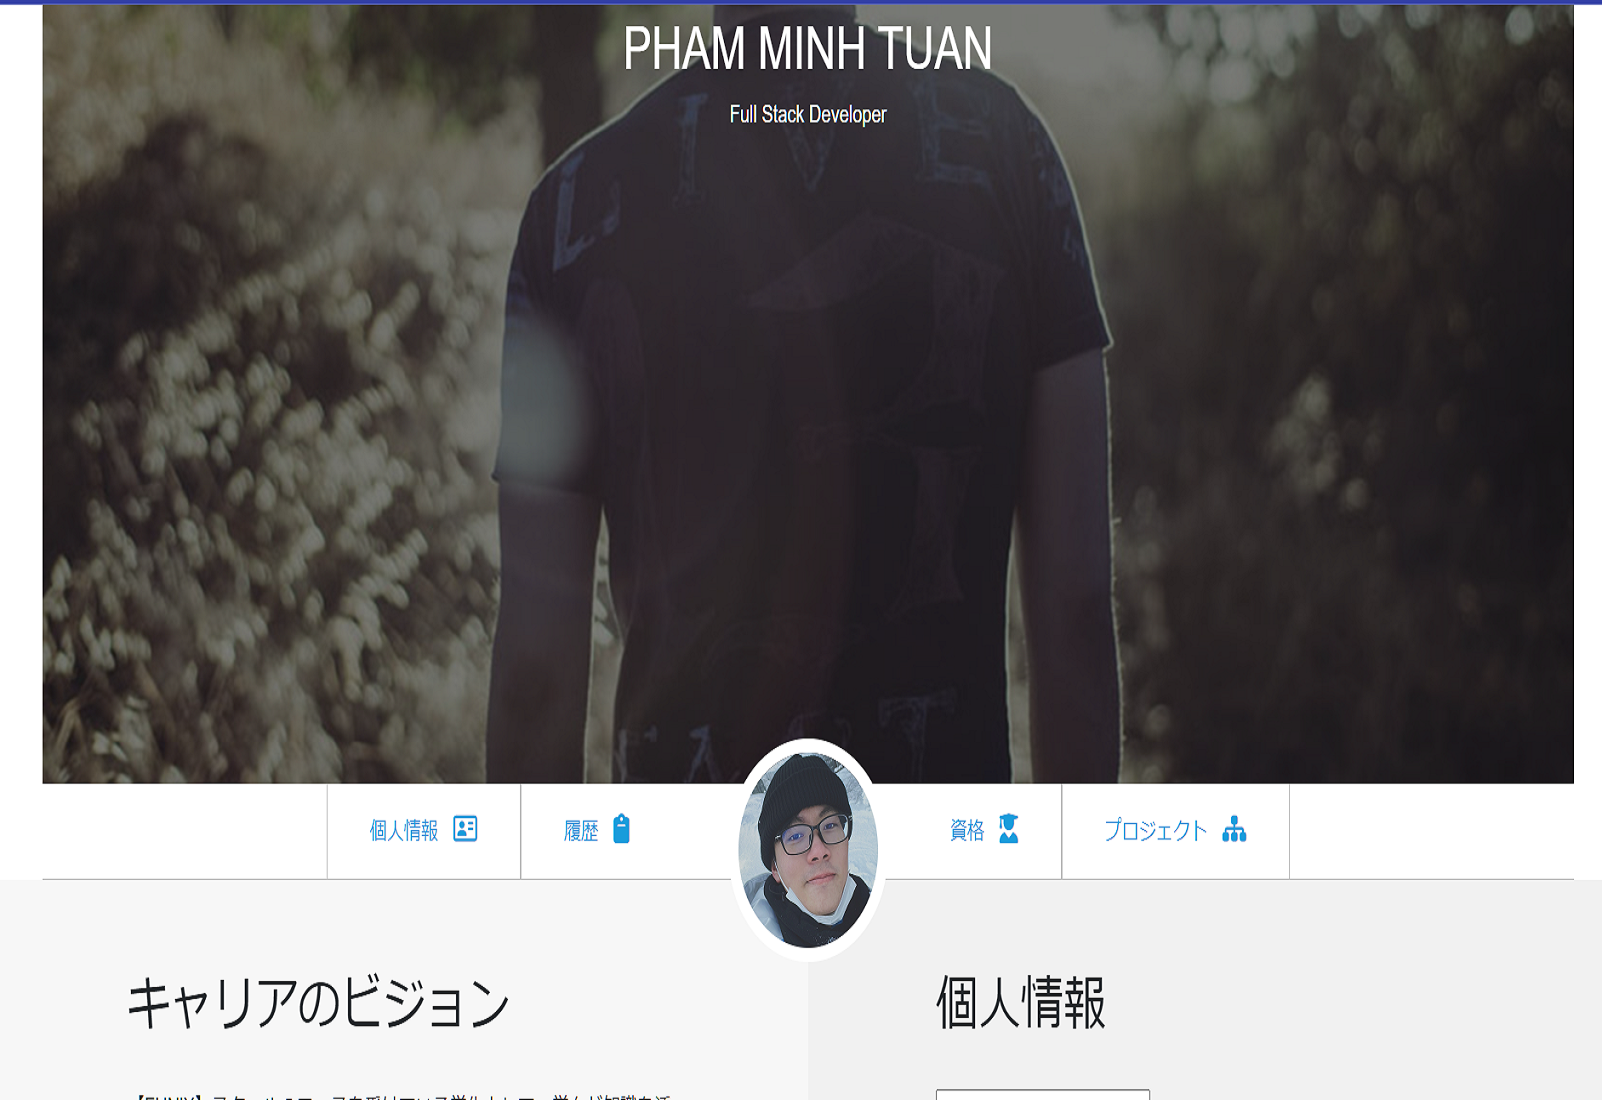 PHAM MINH TUAN
Full Stack Developer
個人情報
履歴
資格
プロジェクト
キャリアのビジョン
個人情報